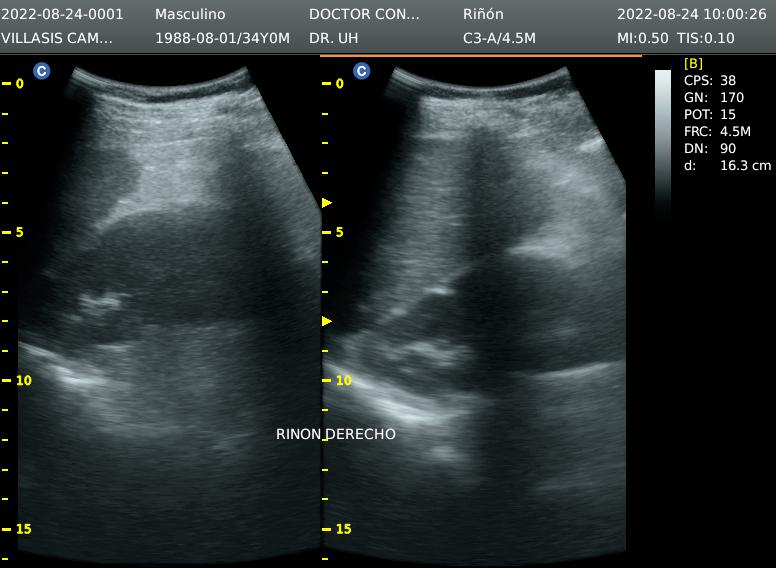 2022-08-24-0001 Masculino DOCTOR CON... Riñón 2022-08-24 10:00:26
VILLASIS CAM... 1988-08-01/34Y0M DR. UH C3-A/4.5M MI:0.50 TIS:0.10
C
C
[B]
CPS: 38
GN: 170
POT: 15
FRC: 4.5M
DN: 90
d: 16.3 cm
0
5
10
15
0
5
10
15
RINON DERECHO